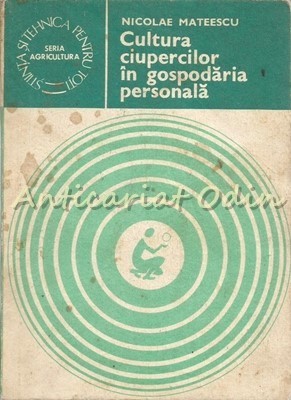 NICOLAE MATEESCU
Cultura
ciupercilor
în gospodăria
personală
ȘTIINȚA ȘI TEHNICA PENTRU TOȚI
SERIA
AGRICULTURA
Anticariat Odin